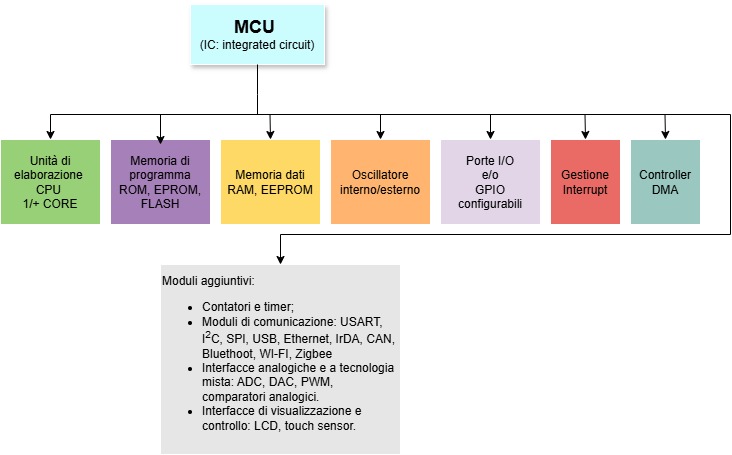 MCU
(IC: integrated circuit)
Unità di
elaborazione
CPU
1/+ CORE
Memoria di
programma
ROM, EPROM,
FLASH
Memoria dati
RAM, EEPROM
Oscillatore
interno/esterno
Porte I/O
e/o
GPIO
configurabili
Gestione
Interrupt
Controller
DMA
Moduli aggiuntivi:
• Contatori e timer;
• Moduli di comunicazione: USART,
I²C, SPI, USB, Ethernet, IrDA, CAN,
Bluethoot, WI-FI, Zigbee
• Interfacce analogiche e a tecnologia
mista: ADC, DAC, PWM,
comparatori analogici.
• Interfacce di visualizzazione e
controllo: LCD, touch sensor.